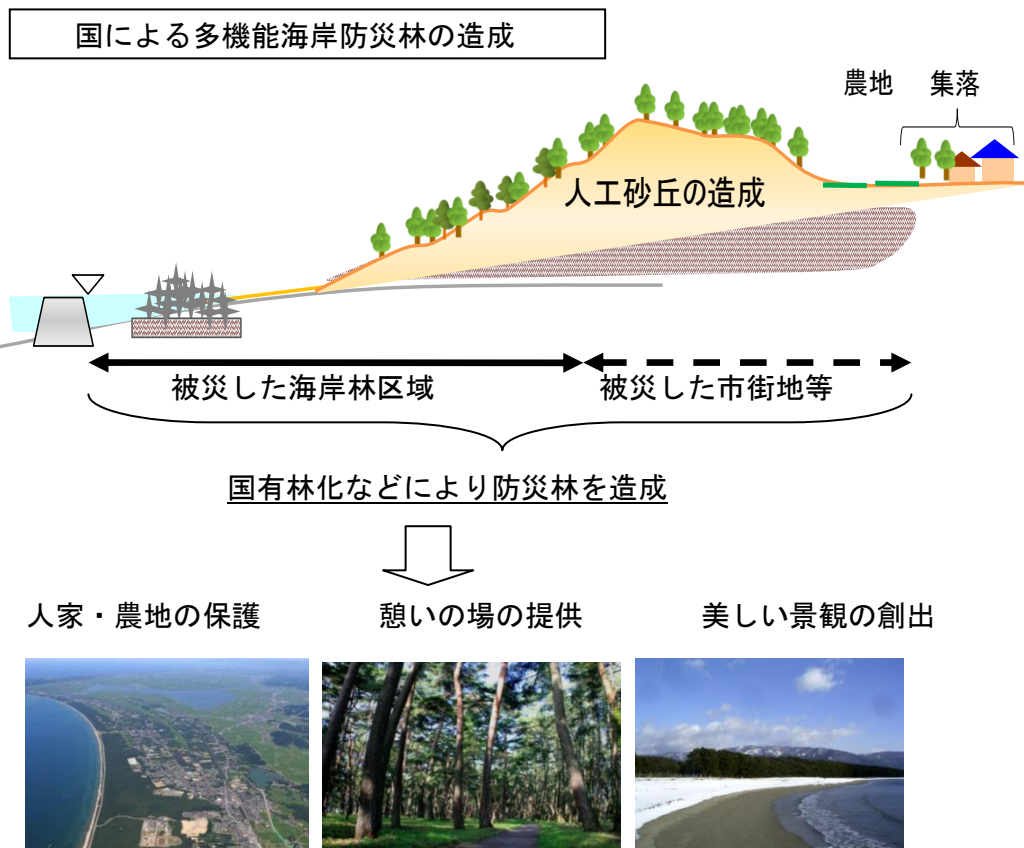 国による多機能海岸防災林の造成
農地 集落
人工砂丘の造成
被災した海岸林区域 被災した市街地等
国有林化などにより防災林を造成
人家・農地の保護 憩いの場の提供 美しい景観の創出